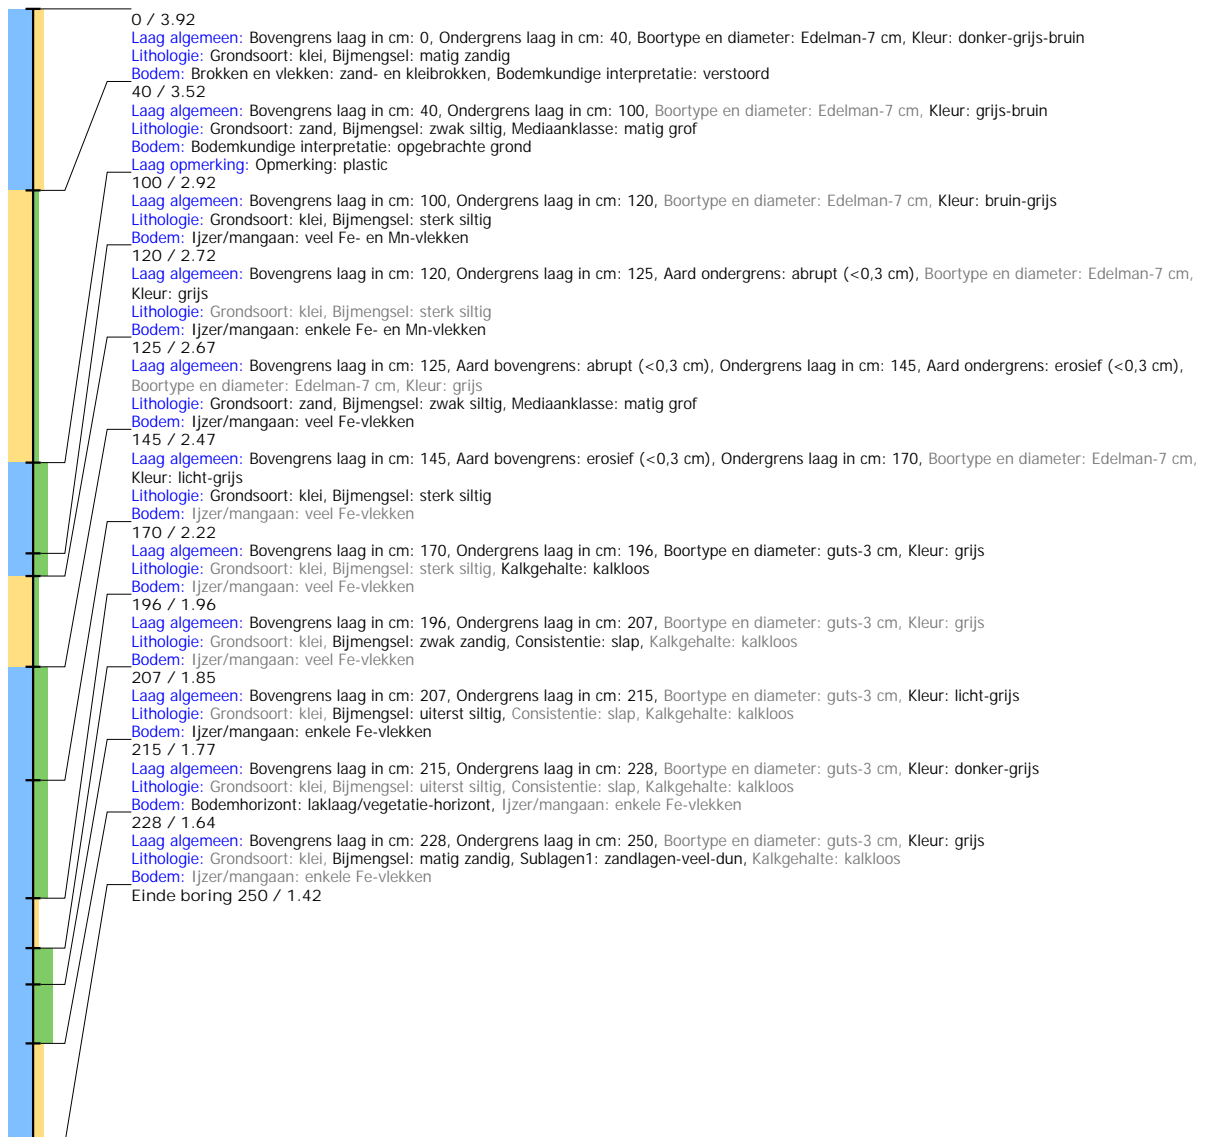 0 / 3.92
Laag algemeen: Bovengrens laag in cm: 0, Ondergrens laag in cm: 40, Boortype en diameter: Edelman-7 cm, Kleur: donker-grijs-bruin
Lithologie: Grondsoort: klei, Bijmengsel: matig zandig
Bodem: Brokken en vlekken: zand- en kleibrokken, Bodemkundige interpretatie: verstoord
40 / 3.52
Laag algemeen: Bovengrens laag in cm: 40, Ondergrens laag in cm: 100, Boortype en diameter: Edelman-7 cm, Kleur: grijs-bruin
Lithologie: Grondsoort: zand, Bijmengsel: zwak siltig, Mediaanklasse: matig grof
Bodem: Bodemkundige interpretatie: opgebrachte grond
Laag opmerking: Opmerking: plastic
100 / 2.92
Laag algemeen: Bovengrens laag in cm: 100, Ondergrens laag in cm: 120, Boortype en diameter: Edelman-7 cm, Kleur: bruin-grijs
Lithologie: Grondsoort: klei, Bijmengsel: sterk siltig
Bodem: Ijzer/mangaan: veel Fe- en Mn-vlekken
120 / 2.72
Laag algemeen: Bovengrens laag in cm: 120, Ondergrens laag in cm: 125, Aard ondergrens: abrupt (<0,3 cm), Boortype en diameter: Edelman-7 cm,
Kleur: grijs
Lithologie: Grondsoort: klei, Bijmengsel: sterk siltig
Bodem: Ijzer/mangaan: enkele Fe- en Mn-vlekken
125 / 2.67
Laag algemeen: Bovengrens laag in cm: 125, Aard bovengrens: abrupt (<0,3 cm), Ondergrens laag in cm: 145, Aard ondergrens: erosief (<0,3 cm),
Boortype en diameter: Edelman-7 cm, Kleur: grijs
Lithologie: Grondsoort: zand, Bijmengsel: zwak siltig, Mediaanklasse: matig grof
Bodem: Ijzer/mangaan: veel Fe-vlekken
145 / 2.47
Laag algemeen: Bovengrens laag in cm: 145, Aard bovengrens: erosief (<0,3 cm), Ondergrens laag in cm: 170, Boortype en diameter: Edelman-7 cm,
Kleur: licht-grijs
Lithologie: Grondsoort: klei, Bijmengsel: sterk siltig
Bodem: Ijzer/mangaan: veel Fe-vlekken
170 / 2.22
Laag algemeen: Bovengrens laag in cm: 170, Ondergrens laag in cm: 196, Boortype en diameter: guts-3 cm, Kleur: grijs
Lithologie: Grondsoort: klei, Bijmengsel: sterk siltig, Kalkgehalte: kalkloos
Bodem: Ijzer/mangaan: veel Fe-vlekken
196 / 1.96
Laag algemeen: Bovengrens laag in cm: 196, Ondergrens laag in cm: 207, Boortype en diameter: guts-3 cm, Kleur: grijs
Lithologie: Grondsoort: klei, Bijmengsel: zwak zandig, Consistentie: slap, Kalkgehalte: kalkloos
Bodem: Ijzer/mangaan: veel Fe-vlekken
207 / 1.85
Laag algemeen: Bovengrens laag in cm: 207, Ondergrens laag in cm: 215, Boortype en diameter: guts-3 cm, Kleur: licht-grijs
Lithologie: Grondsoort: klei, Bijmengsel: uiterst siltig, Consistentie: slap, Kalkgehalte: kalkloos
Bodem: Ijzer/mangaan: enkele Fe-vlekken
215 / 1.77
Laag algemeen: Bovengrens laag in cm: 215, Ondergrens laag in cm: 228, Boortype en diameter: guts-3 cm, Kleur: donker-grijs
Lithologie: Grondsoort: klei, Bijmengsel: uiterst siltig, Consistentie: slap, Kalkgehalte: kalkloos
Bodem: Bodemhorizont: laklaag/vegetatie-horizont, Ijzer/mangaan: enkele Fe-vlekken
228 / 1.64
Laag algemeen: Bovengrens laag in cm: 228, Ondergrens laag in cm: 250, Boortype en diameter: guts-3 cm, Kleur: grijs
Lithologie: Grondsoort: klei, Bijmengsel: matig zandig, Sublagen1: zandlagen-veel-dun, Kalkgehalte: kalkloos
Bodem: Ijzer/mangaan: enkele Fe-vlekken
Einde boring 250 / 1.42